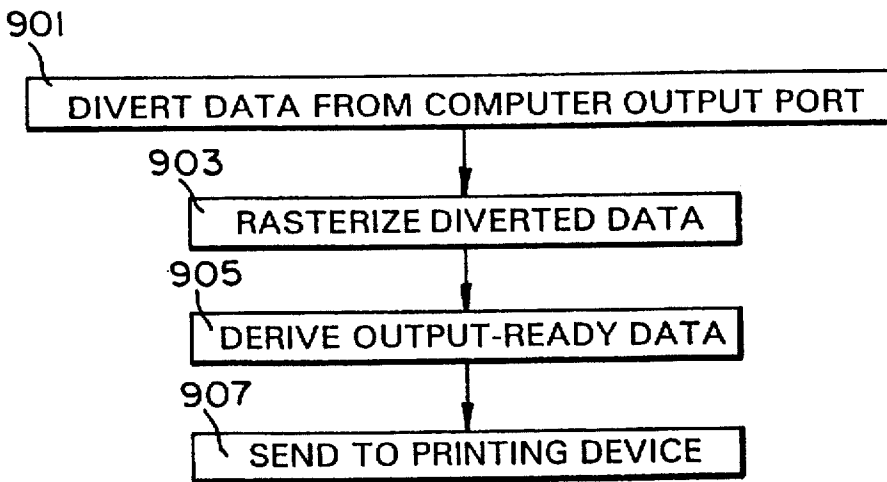 901
DIVERT DATA FROM COMPUTER OUTPUT PORT
903
RASTERIZE DIVERTED DATA
905
DERIVE OUTPUT-READY DATA
907
SEND TO PRINTING DEVICE